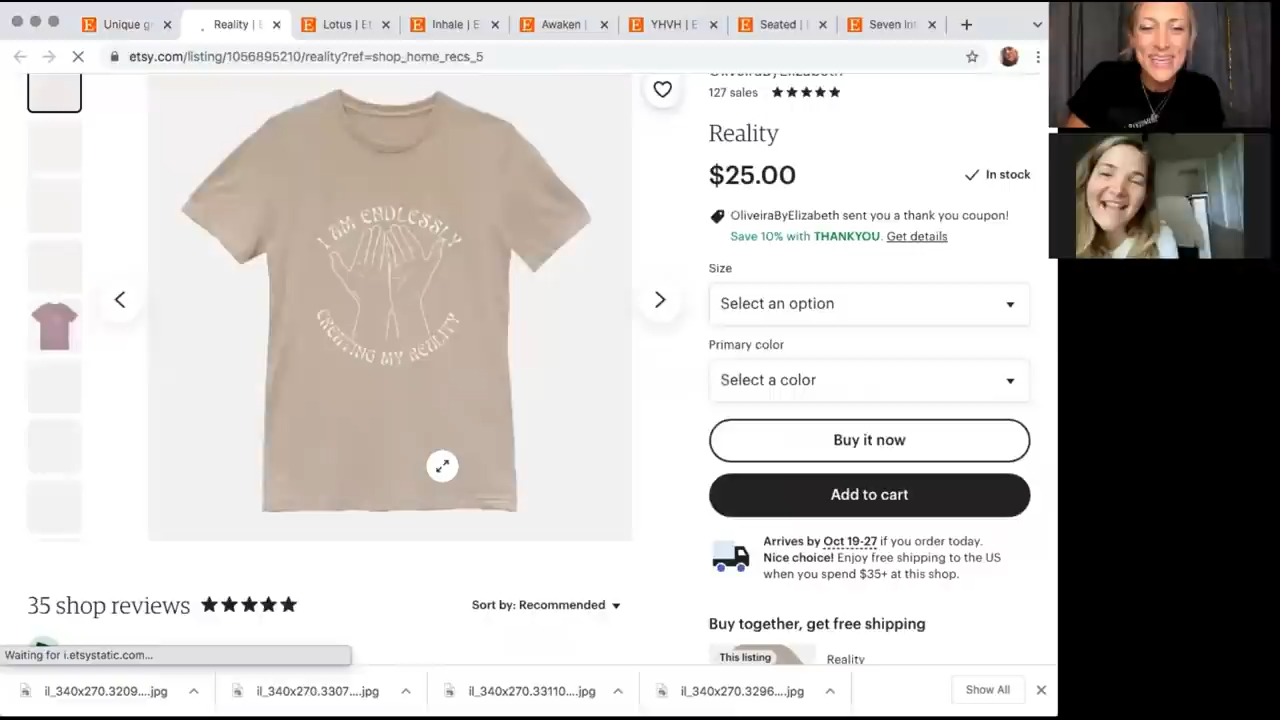 Unique g
Reality | E
Lotus | Et
Inhale | E
Awaken |
YHVH | E
Seated |
Seven Int
etsy.com/listing/1056895210/reality?ref=shop_home_recs_5
OliveiraByElizabeth
127 sales
Reality
$25.00
In stock
OliveiraByElizabeth sent you a thank you coupon!
Save 10% with THANKYOU. Get details
Size
Select an option
Primary color
Select a color
Buy it now
Add to cart
Arrives by Oct 19-27 if you order today.
Nice choice! Enjoy free shipping to the US
when you spend $35+ at this shop.
I AM ENDLESSLY
CREATING MY REALITY
35 shop reviews
Sort by: Recommended
Buy together, get free shipping
This listing
Reality
Waiting for i.etsystatic.com...
il_340x270.3209....jpg
il_340x270.3307....jpg
il_340x270.33110....jpg
il_340x270.3296....jpg
Show All